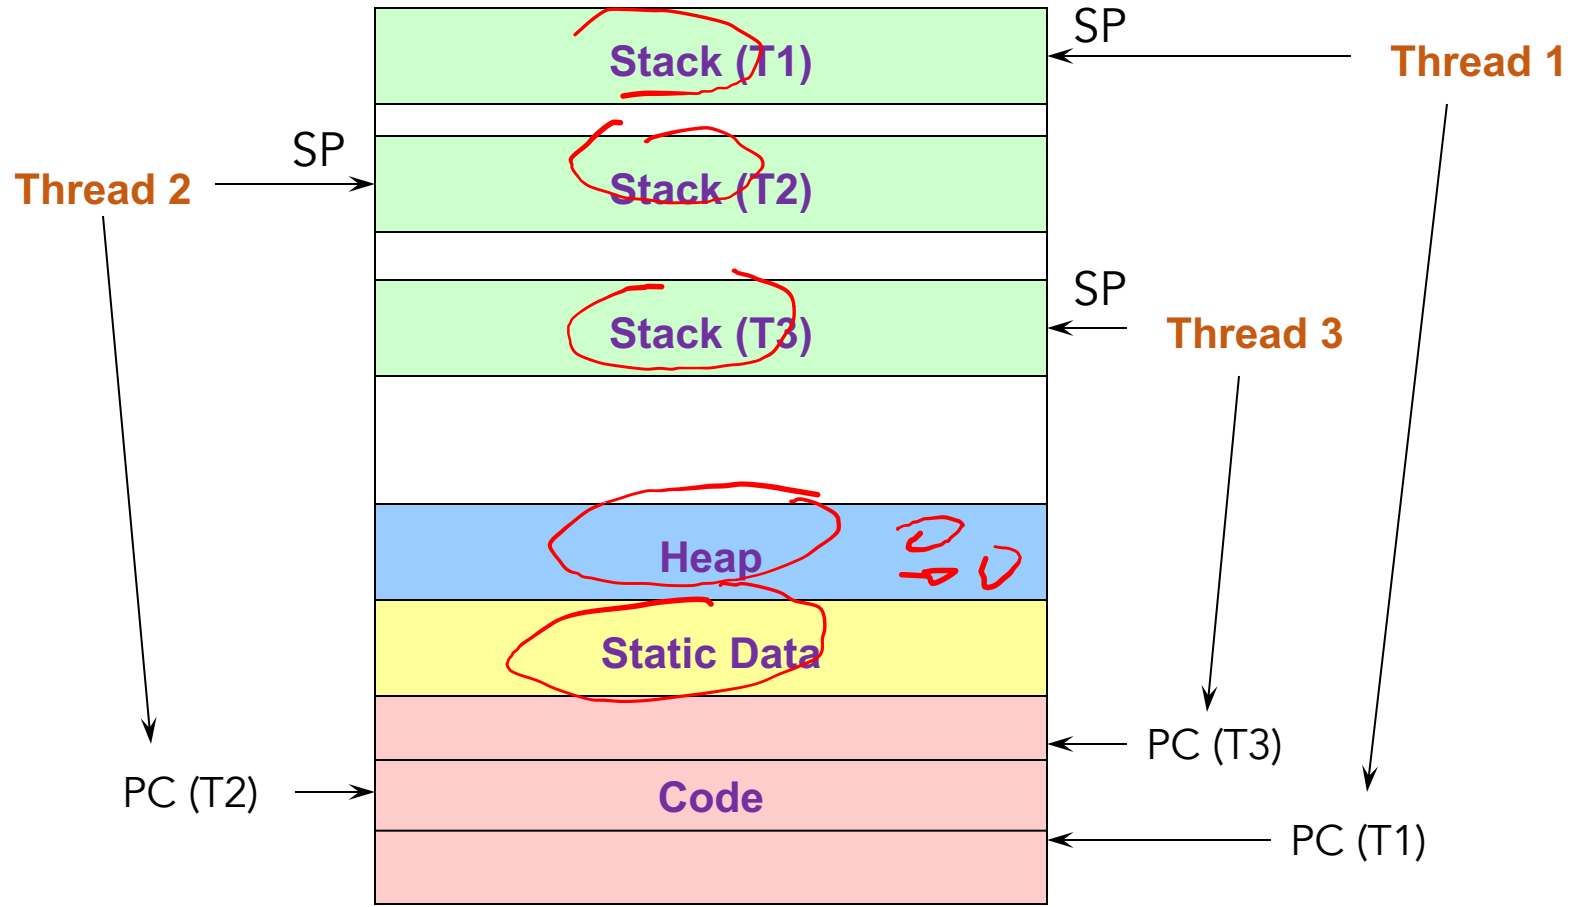 SP
Stack (T1)
Thread 1
SP
Thread 2
Stack (T2)
SP
Stack (T3)
Thread 3
Heap
Static Data
PC (T3)
PC (T2)
Code
PC (T1)